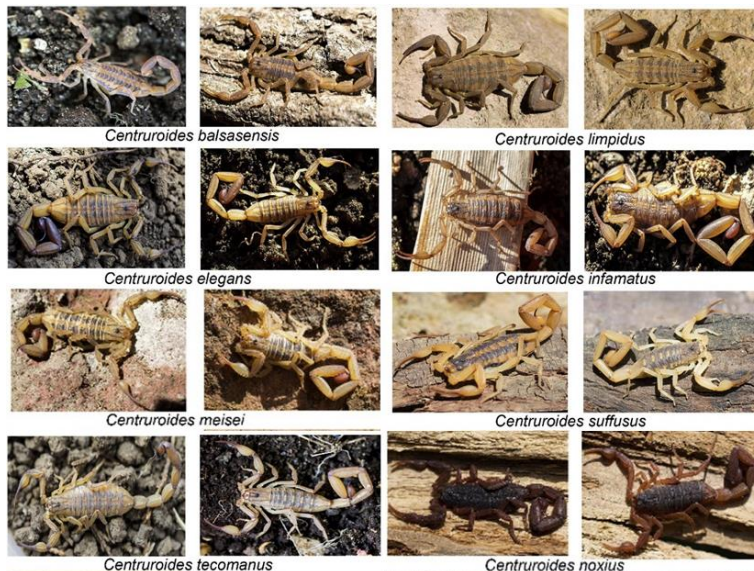 Centruroides balsasensis
Centruroides limpidus
Centruroides elegans
Centruroides infamatus
Centruroides meisei
Centruroides suffusus
Centruroides tecomanus
Centruroides noxius